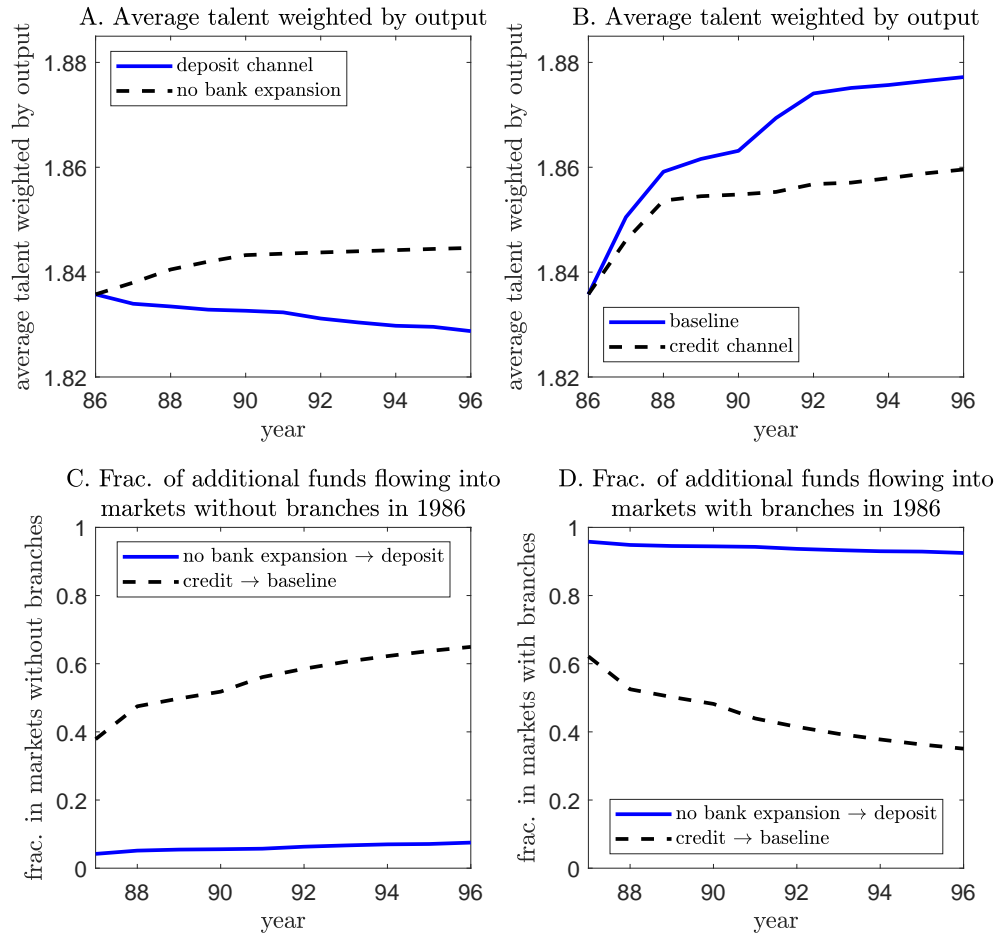 A. Average talent weighted by output
average talent weighted by output
1.88
1.86
1.84
1.82
deposit channel
no bank expansion
86 88 90 92 94 96
year
B. Average talent weighted by output
average talent weighted by output
1.88
1.86
1.84
1.82
baseline
credit channel
86 88 90 92 94 96
year
C. Frac. of additional funds flowing into
markets without branches in 1986
frac. in markets without branches
1
0.8
0.6
0.4
0.2
0
no bank expansion → deposit
credit → baseline
88 90 92 94 96
year
D. Frac. of additional funds flowing into
markets with branches in 1986
frac. in markets with branches
1
0.8
0.6
0.4
0.2
0
no bank expansion → deposit
credit → baseline
88 90 92 94 96
year